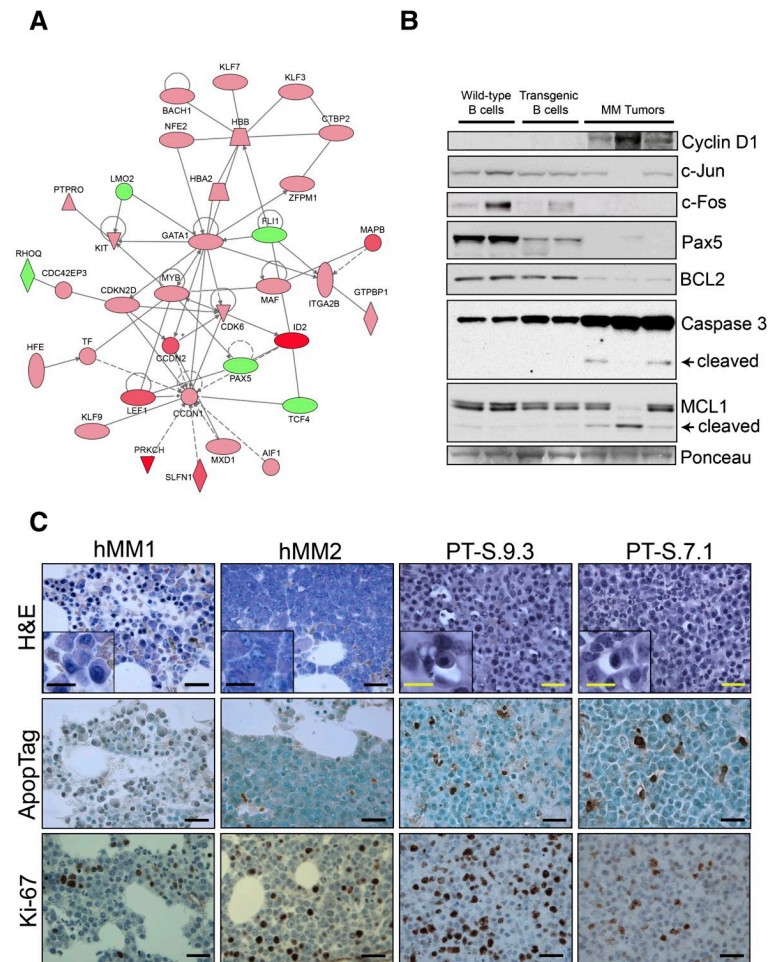 A
KLF7
KLF3
BACH1
HBB
CTBP2
NFE2
LMO2
HBA2
PTPRO
ZFPM1
FLI1
MAPB
KIT
GATA1
RHOQ
CDC42EP3
MYB
GTPBP1
CDKN2D
MAF
ITGA2B
CDK6
ID2
TF
HFE
CCDN2
PAX5
LEF1
CCDN1
TCF4
KLF9
PRKCH
MXD1
AIF1
SLFN1
B
Wild-type
B cells
Transgenic
B cells
MM Tumors
Cyclin D1
c-Jun
c-Fos
Pax5
BCL2
Caspase 3
cleaved
MCL1
cleaved
Ponceau
C
hMM1 hMM2 PT-S.9.3 PT-S.7.1
H&E
ApopTag
Ki-67